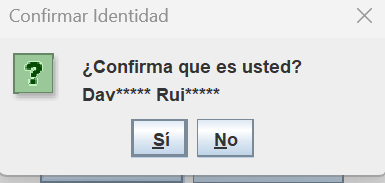 Confirmar Identidad
¿Confirma que es usted?
Dav***** Rui*****
Sí No